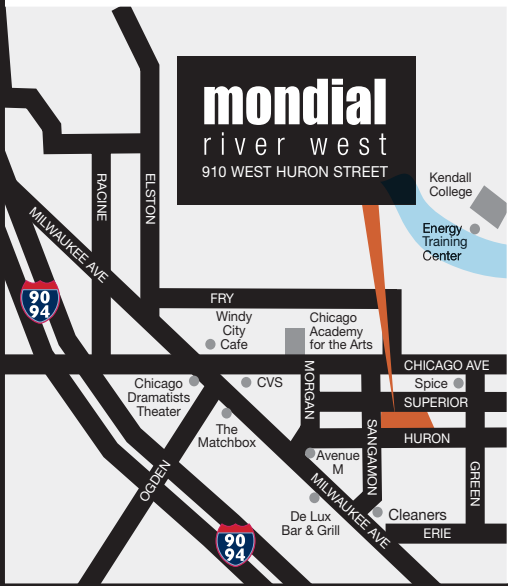 mondial
river west
910 WEST HURON STREET
Kendall
College
Energy
Training
Center
RACINE
ELSTON
MILWAUKEE AVE
90
94
FRY
Windy
City
Cafe
Chicago
Academy
for the Arts
CHICAGO AVE
Chicago
Dramatists
Theater
CVS
MORGAN
Spice
SUPERIOR
The
Matchbox
SANGAMON
HURON
Avenue
M
GREEN
OGDEN
MILWAUKEE AVE
De Lux
Bar & Grill
Cleaners
ERIE
90
94